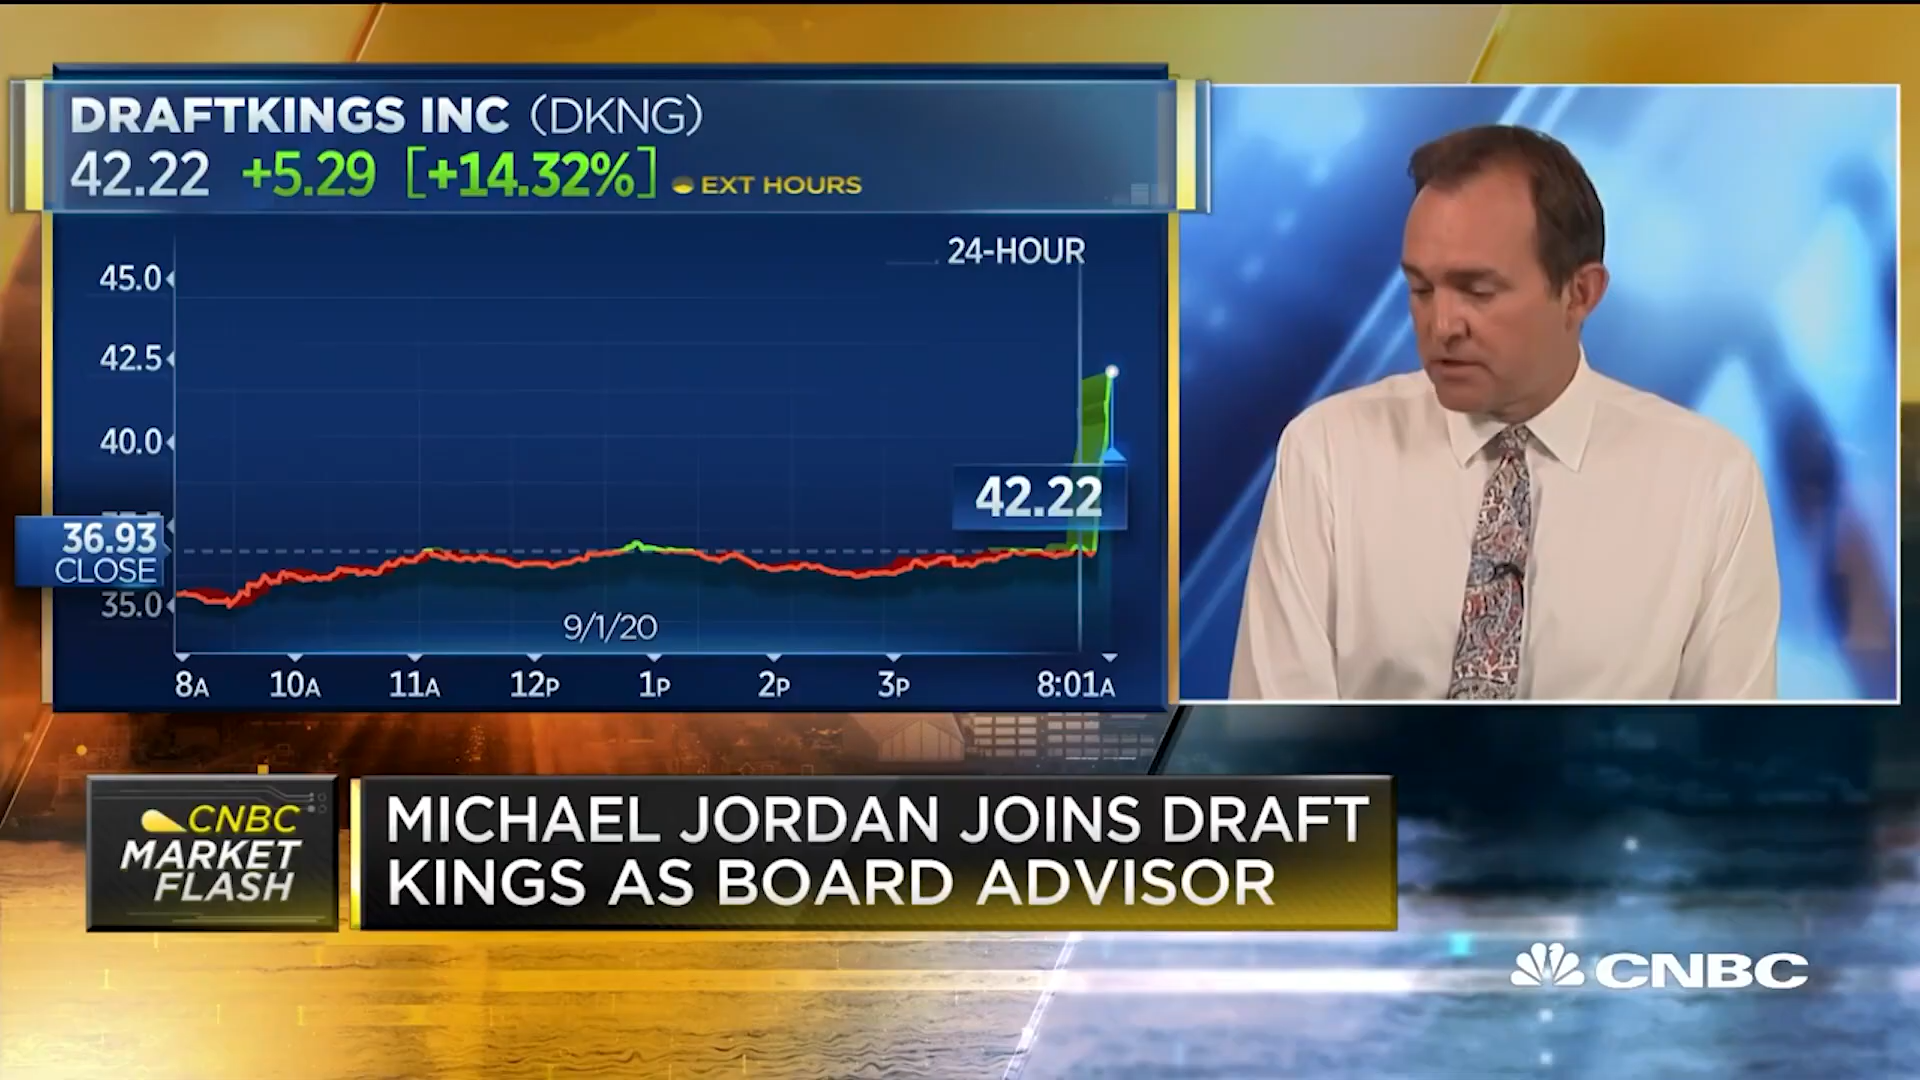 DRAFTKINGS INC (DKNG)
42.22 +5.29 [+14.32%] EXT HOURS
24-HOUR
45.0
42.5
40.0
36.93
CLOSE
35.0
42.22
9/1/20
8A 10A 11A 12P 1P 2P 3P 8:01A
CNBC
MARKET
FLASH
MICHAEL JORDAN JOINS DRAFT
KINGS AS BOARD ADVISOR
CNBC